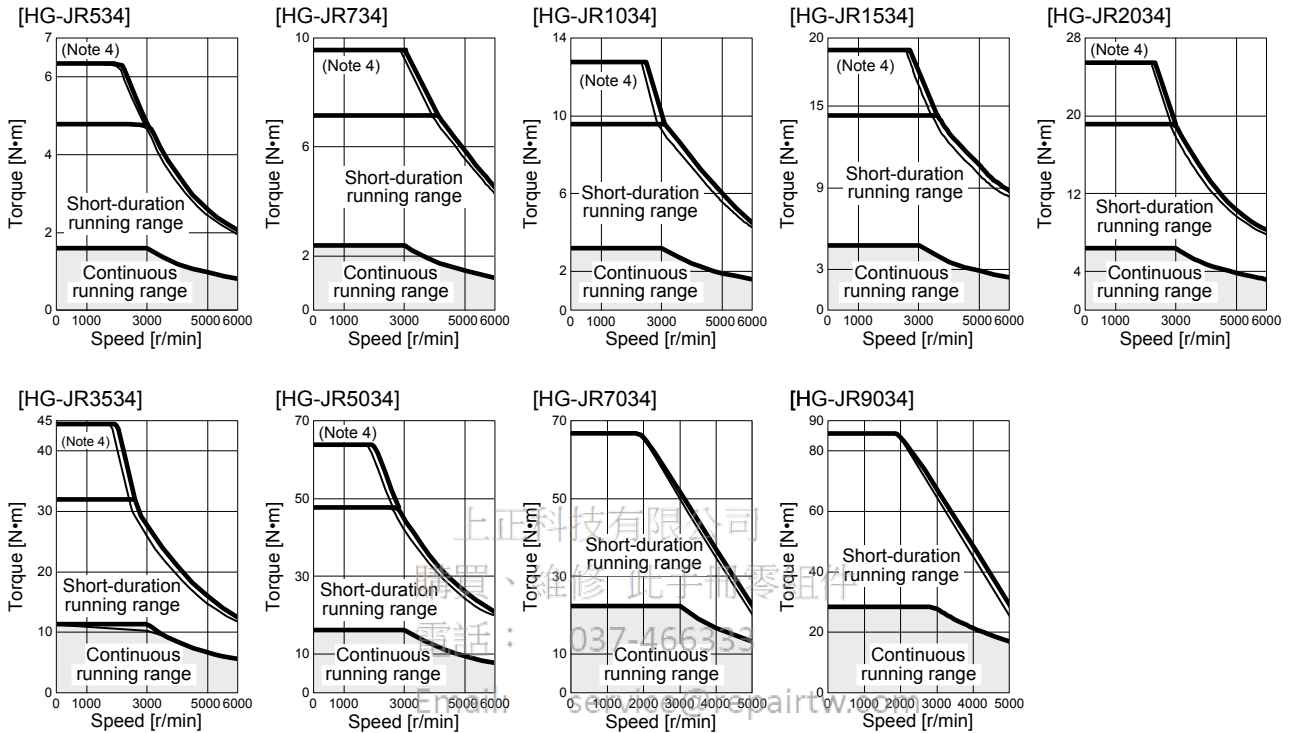 [HG-JR534]
7
6
4
2
0
Torque [N•m]
(Note 4)
Short-duration
running range
Continuous
running range
0 1000 3000 5000 6000
Speed [r/min]
[HG-JR734]
10
6
2
0
Torque [N•m]
(Note 4)
Short-duration
running range
Continuous
running range
0 1000 3000 5000 6000
Speed [r/min]
[HG-JR1034]
14
10
6
2
0
Torque [N•m]
(Note 4)
Short-duration
running range
Continuous
running range
0 1000 3000 5000 6000
Speed [r/min]
[HG-JR1534]
20
15
9
3
0
Torque [N•m]
(Note 4)
Short-duration
running range
Continuous
running range
0 1000 3000 5000 6000
Speed [r/min]
[HG-JR2034]
28
20
12
4
0
Torque [N•m]
(Note 4)
Short-duration
running range
Continuous
running range
0 1000 3000 5000 6000
Speed [r/min]
[HG-JR3534]
45
40
30
20
10
0
Torque [N•m]
(Note 4)
Short-duration
running range
Continuous
running range
0 1000 3000 5000 6000
Speed [r/min]
[HG-JR5034]
70
50
30
10
0
Torque [N•m]
(Note 4)
Short-duration
running range
Continuous
running range
0 1000 3000 5000 6000
Speed [r/min]
[HG-JR7034]
70
50
30
10
0
Torque [N•m]
Short-duration
running range
Continuous
running range
0 1000 2000 3000 4000 5000
Speed [r/min]
[HG-JR9034]
90
80
60
40
20
0
Torque [N•m]
Short-duration
running range
Continuous
running range
0 1000 2000 3000 4000 5000
Speed [r/min]
上正科技有限公司
購買、維修 此手冊零組件
電話： 037-466333
Email: service@repairtw.com